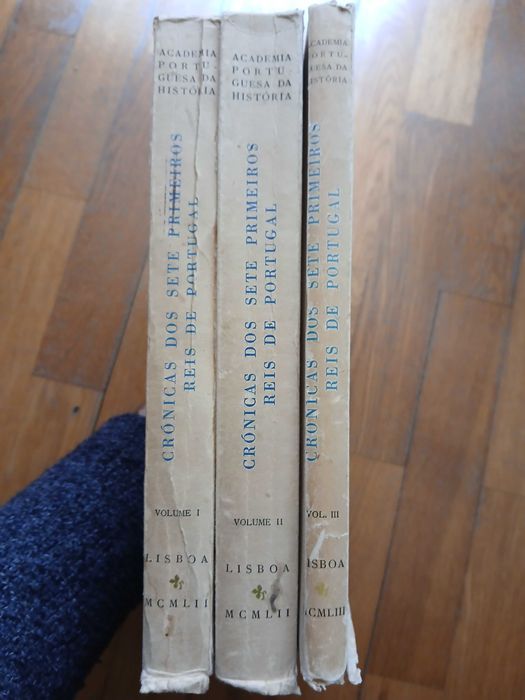 ACADEMIA
PORTU-
GUESA DA
HISTÓRIA
CRÓNICAS DOS SETE PRIMEIROS
REIS DE PORTUGAL
VOLUME I
LISBOA
MCMLII
ACADEMIA
PORTU-
GUESA DA
HISTÓRIA
CRÓNICAS DOS SETE PRIMEIROS
REIS DE PORTUGAL
VOLUME II
LISBOA
MCMLII
ACADEMIA
PORTU-
GUESA DA
HISTÓRIA
CRÓNICAS DOS SETE PRIMEIROS
REIS DE PORTUGAL
VOL. III
LISBOA
MCMLIII